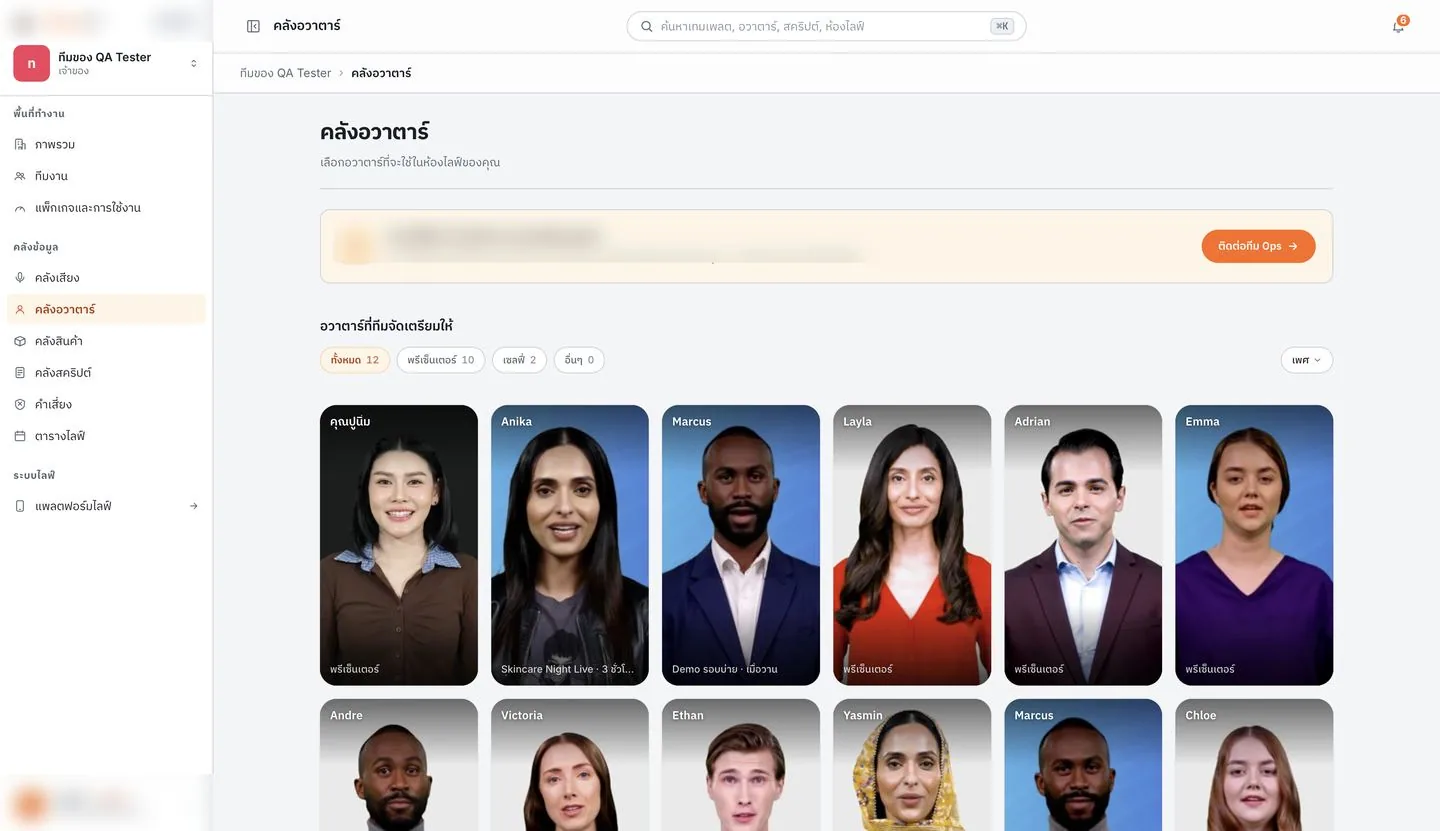 คลังอวาตาร์
ค้นหาเทมเพลต, อวาตาร์, สคริปต์, ห้องไลฟ์
⌘K
6
n
ทีมของ QA Tester
เจ้าของ
ทีมของ QA Tester › คลังอวาตาร์
พื้นที่ทำงาน
ภาพรวม
ทีมงาน
แพ็กเกจและการใช้งาน
คลังข้อมูล
คลังเสียง
คลังอวาตาร์
คลังสินค้า
คลังสคริปต์
คำเสี่ยง
ตารางไลฟ์
ระบบไลฟ์
แพลตฟอร์มไลฟ์ →
คลังอวาตาร์
เลือกอวาตาร์ที่จะใช้ในห้องไลฟ์ของคุณ
ติดต่อทีม Ops →
อวาตาร์ที่ทีมจัดเตรียมให้
ทั้งหมด 12 พรีเซ็นเตอร์ 10 เซลฟี่ 2 อื่นๆ 0 เพศ
คุณปูนิ่ม Anika Marcus Layla Adrian Emma
พรีเซ็นเตอร์ Skincare Night Live · 3 ชั่วโ... Demo รอบบ่าย · เมื่อวาน พรีเซ็นเตอร์ พรีเซ็นเตอร์ พรีเซ็นเตอร์
Andre Victoria Ethan Yasmin Marcus Chloe